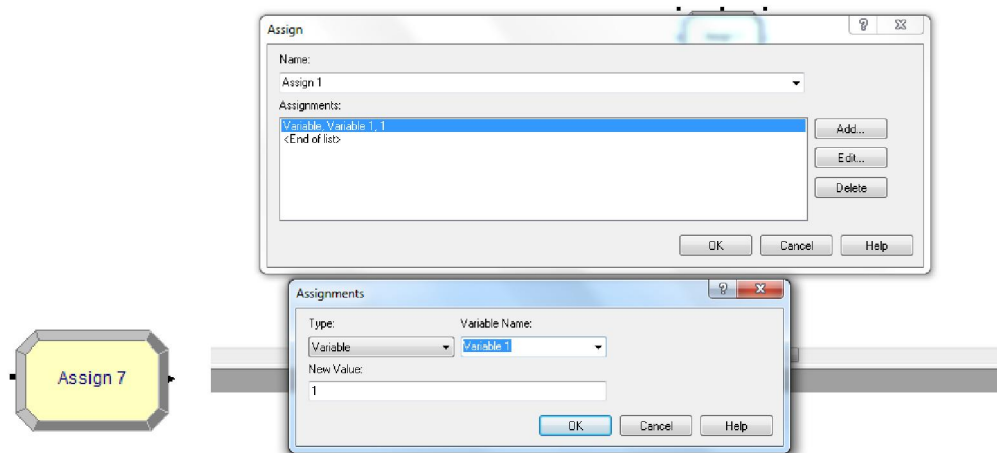 Assign
Name:
Assign 1
Assignments:
Variable, Variable 1, 1
<End of list>
Add...
Edit...
Delete
OK Cancel Help
Assignments
Type: Variable Name:
Variable Variable 1
New Value:
1
OK Cancel Help
Assign 7